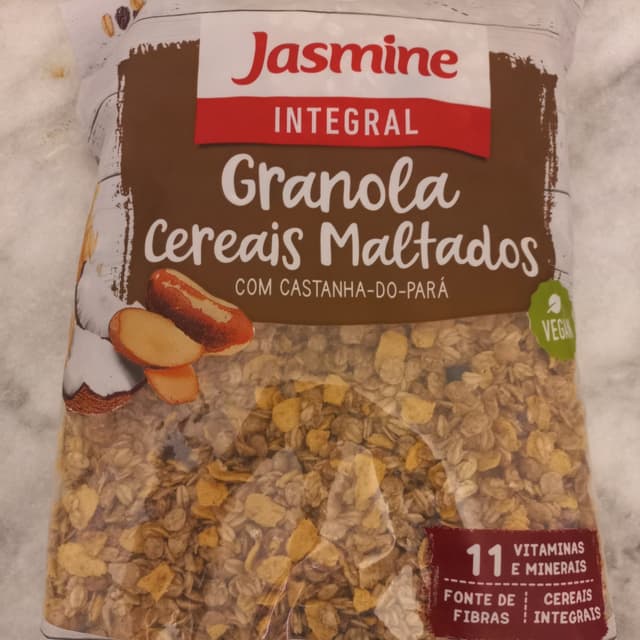 Jasmine
INTEGRAL
Granola
Cereais Maltados
COM CASTANHA-DO-PARÁ
VEGAN
11 VITAMINAS
E MINERAIS
FONTE DE
FIBRAS
CEREAIS
INTEGRAIS